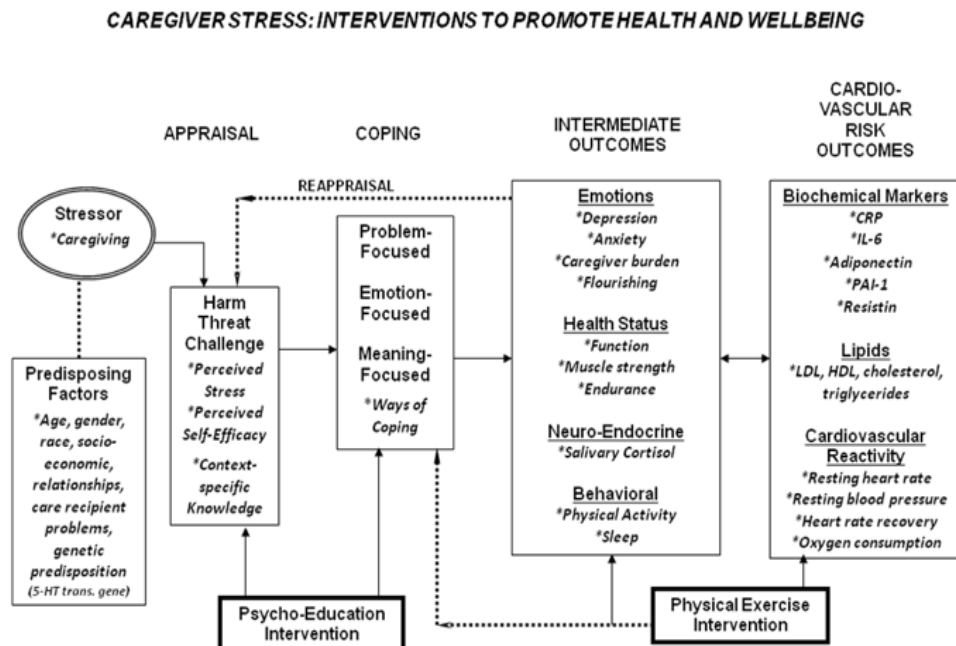 CAREGIVER STRESS: INTERVENTIONS TO PROMOTE HEALTH AND WELLBEING
APPRAISAL
COPING
INTERMEDIATE
OUTCOMES
CARDIO-
VASCULAR
RISK
OUTCOMES
REAPPRAISAL
Stressor
*Caregiving
Predisposing
Factors
*Age, gender,
race, socio-
economic,
relationships,
care recipient
problems,
genetic
predisposition
(5-HT trans. gene)
Harm
Threat
Challenge
*Perceived
Stress
*Perceived
Self-Efficacy
*Context-
specific
Knowledge
Problem-
Focused
Emotion-
Focused
Meaning-
Focused
*Ways of
Coping
Emotions
*Depression
*Anxiety
*Caregiver burden
*Flourishing
Health Status
*Function
*Muscle strength
*Endurance
Neuro-Endocrine
*Salivary Cortisol
Behavioral
*Physical Activity
*Sleep
Biochemical Markers
*CRP
*IL-6
*Adiponectin
*PAI-1
*Resistin
Lipids
*LDL, HDL, cholesterol,
triglycerides
Cardiovascular
Reactivity
*Resting heart rate
*Resting blood pressure
*Heart rate recovery
*Oxygen consumption
Psycho-Education
Intervention
Physical Exercise
Intervention